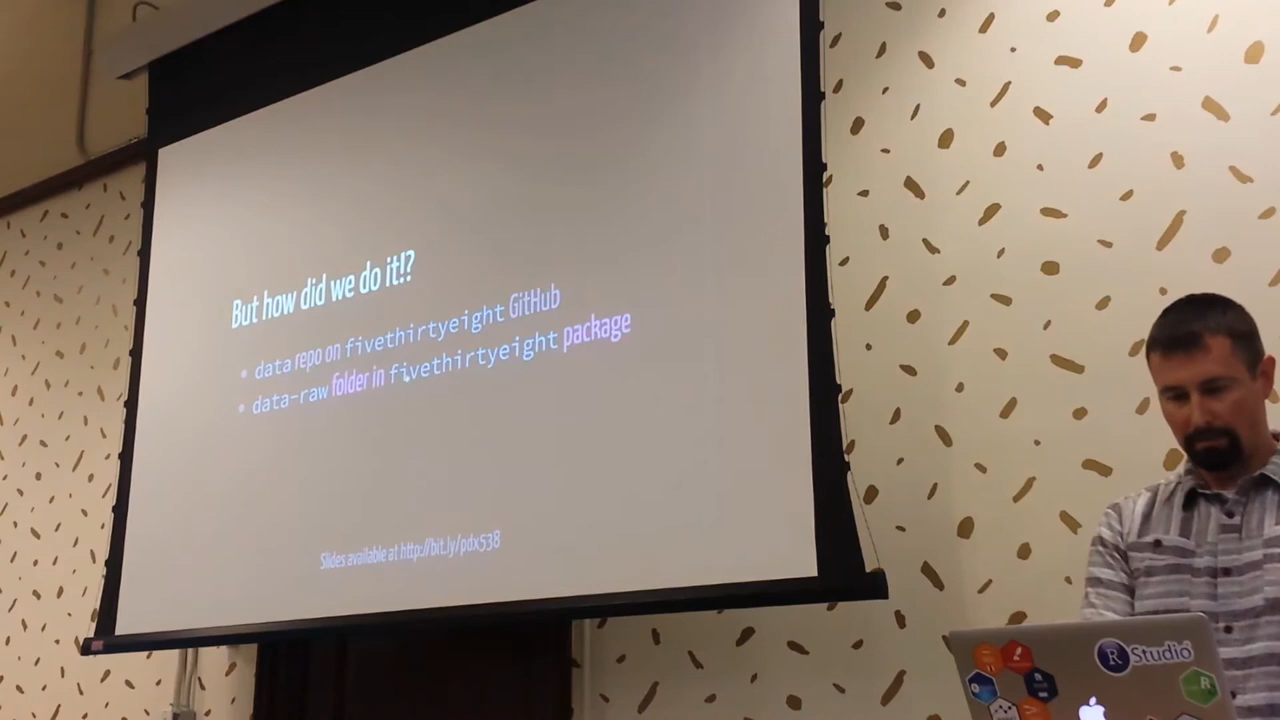 But how did we do it!?
data repo on fivethirtyeight GitHub
data-raw folder in fivethirtyeight package
Slides available at http://bit.ly/pdx538
R Studio
R